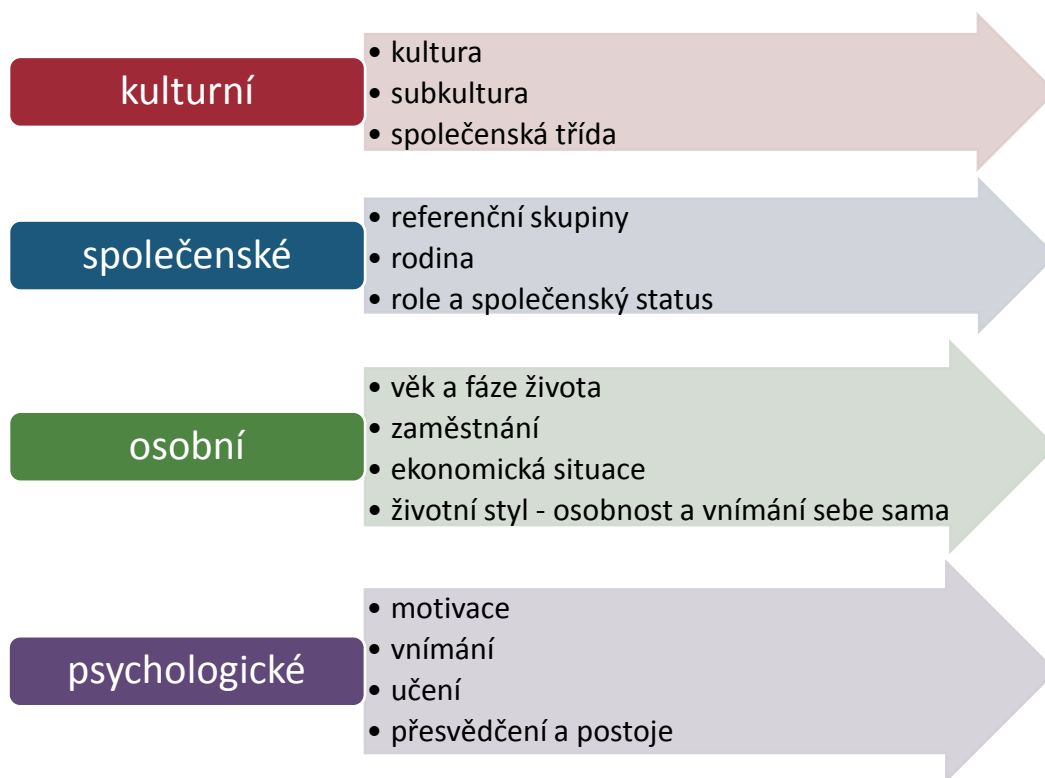 kulturní
• kultura
• subkultura
• společenská třída
společenské
• referenční skupiny
• rodina
• role a společenský status
osobní
• věk a fáze života
• zaměstnání
• ekonomická situace
• životní styl - osobnost a vnímání sebe sama
psychologické
• motivace
• vnímání
• učení
• přesvědčení a postoje